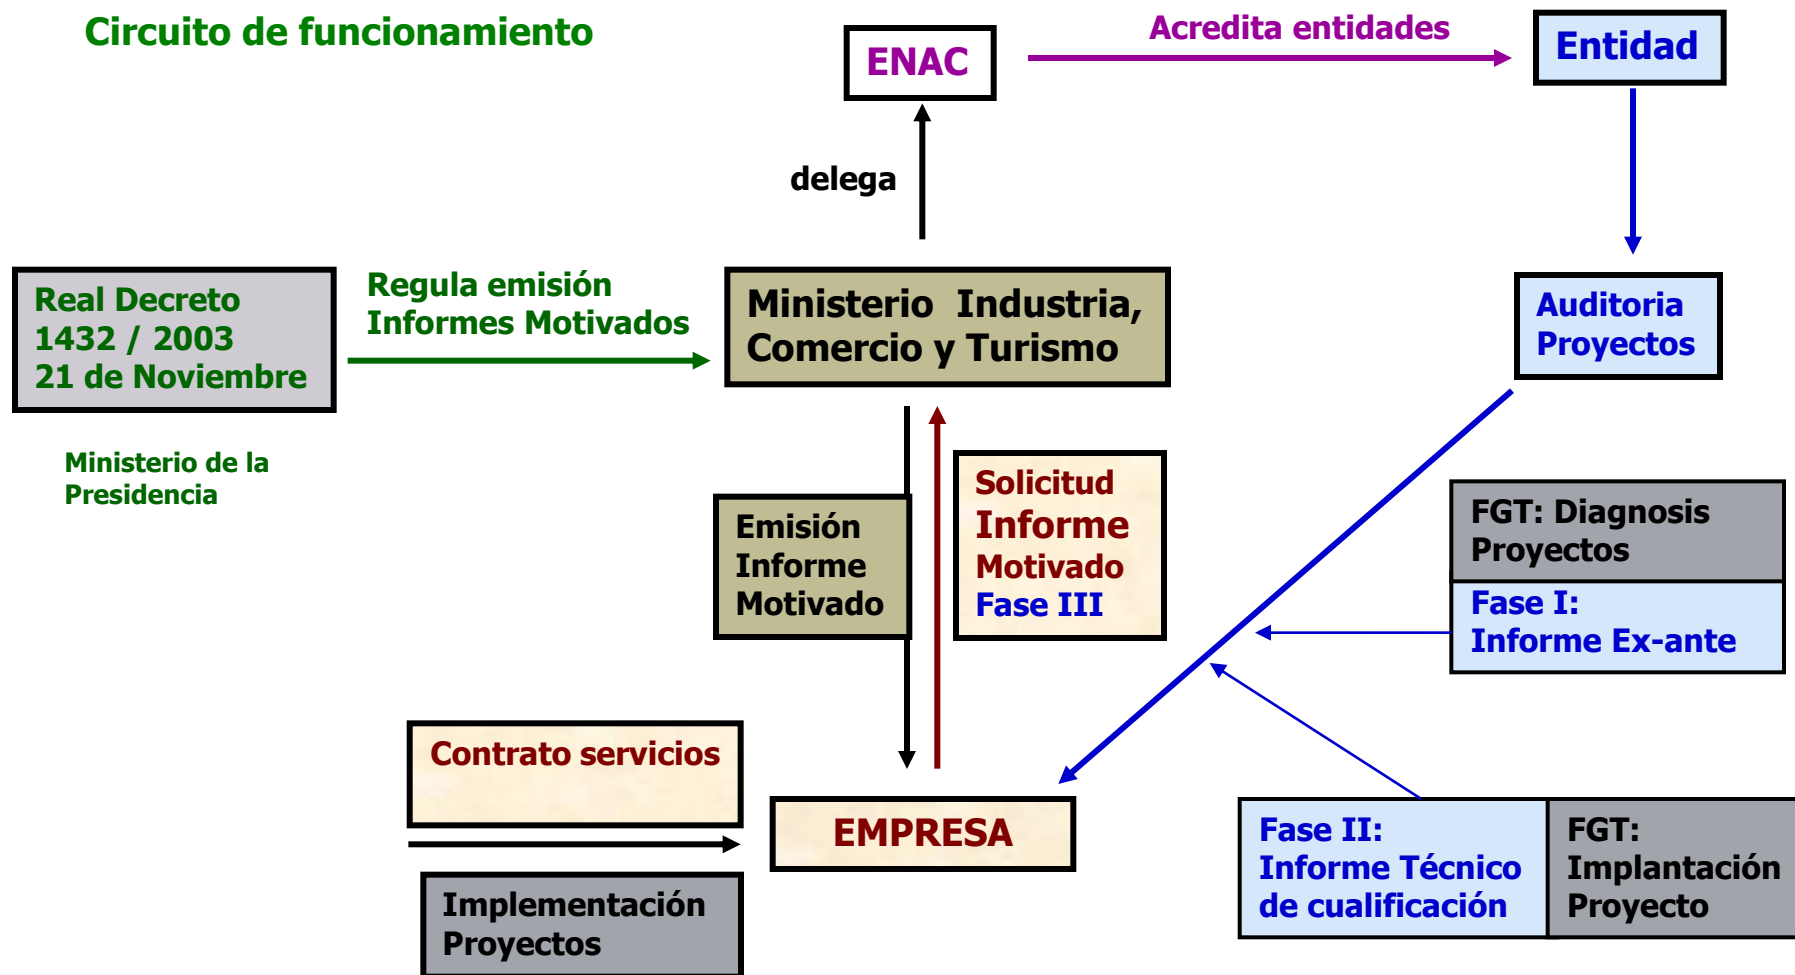 Circuito de funcionamiento
ENAC
Acredita entidades
Entidad
delega
Real Decreto
1432 / 2003
21 de Noviembre
Regula emisión
Informes Motivados
Ministerio Industria,
Comercio y Turismo
Auditoria
Proyectos
Ministerio de la
Presidencia
Emisión
Informe
Motivado
Solicitud
Informe
Motivado
Fase III
FGT: Diagnosis
Proyectos
Fase I:
Informe Ex-ante
Contrato servicios
EMPRESA
Implementación
Proyectos
Fase II:
Informe Técnico
de cualificación
FGT:
Implantación
Proyecto